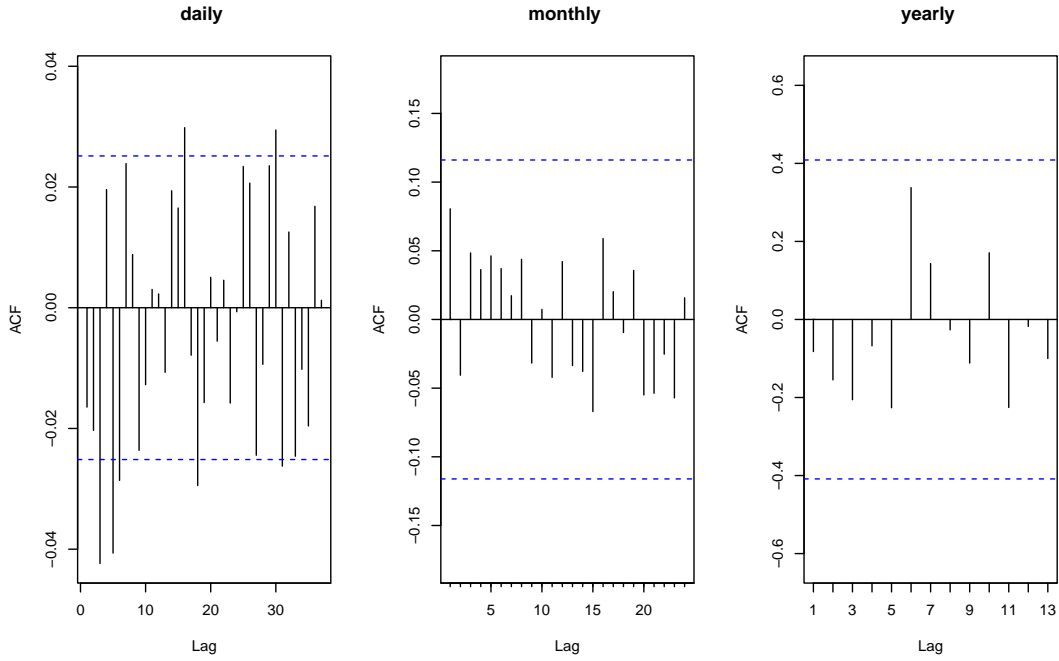 daily
ACF
0.04
0.02
0.00
−0.02
−0.04
0 10 20 30
Lag
monthly
ACF
0.15
0.10
0.05
0.00
−0.05
−0.10
−0.15
5 10 15 20
Lag
yearly
ACF
0.6
0.4
0.2
0.0
−0.2
−0.4
−0.6
1 3 5 7 9 11 13
Lag